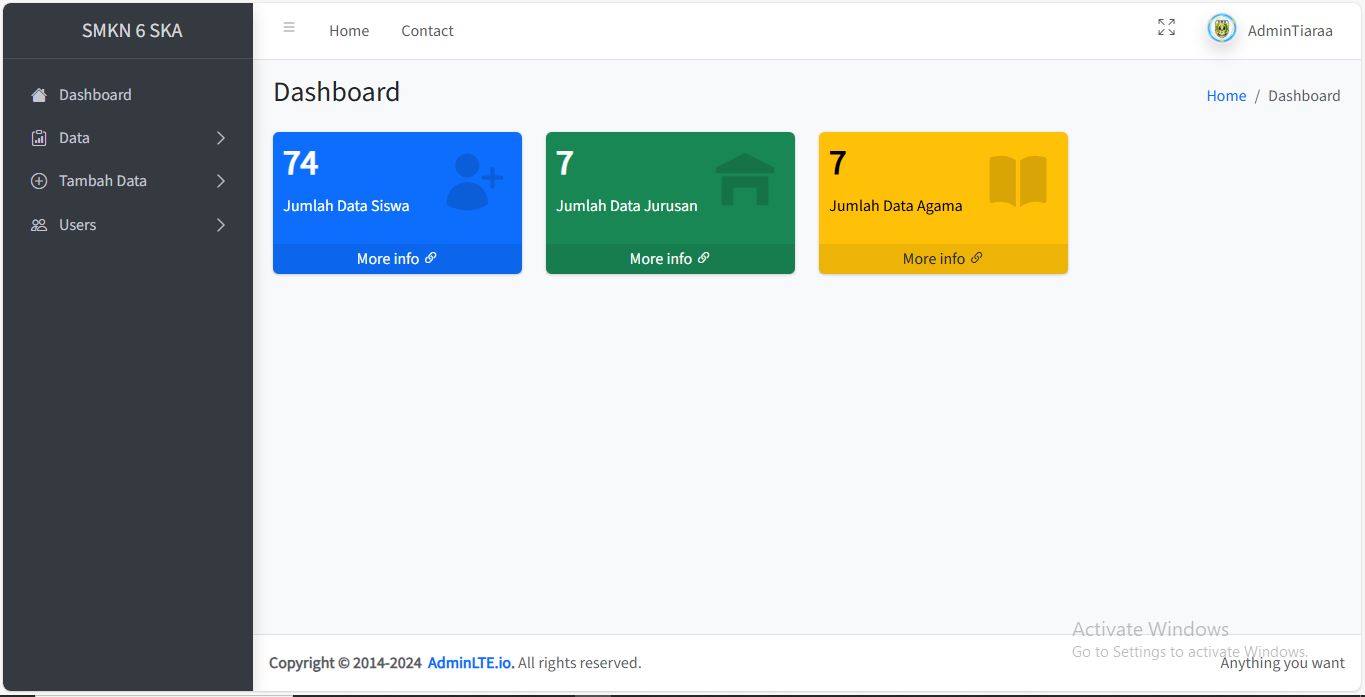 SMKN 6 SKA
Home
Contact
AdminTiaraa
Dashboard
Data
Tambah Data
Users
Dashboard
Home / Dashboard
74
Jumlah Data Siswa
More info
7
Jumlah Data Jurusan
More info
7
Jumlah Data Agama
More info
Activate Windows
Go to Settings to activate Windows.
Copyright © 2014-2024 AdminLTE.io. All rights reserved.
Anything you want